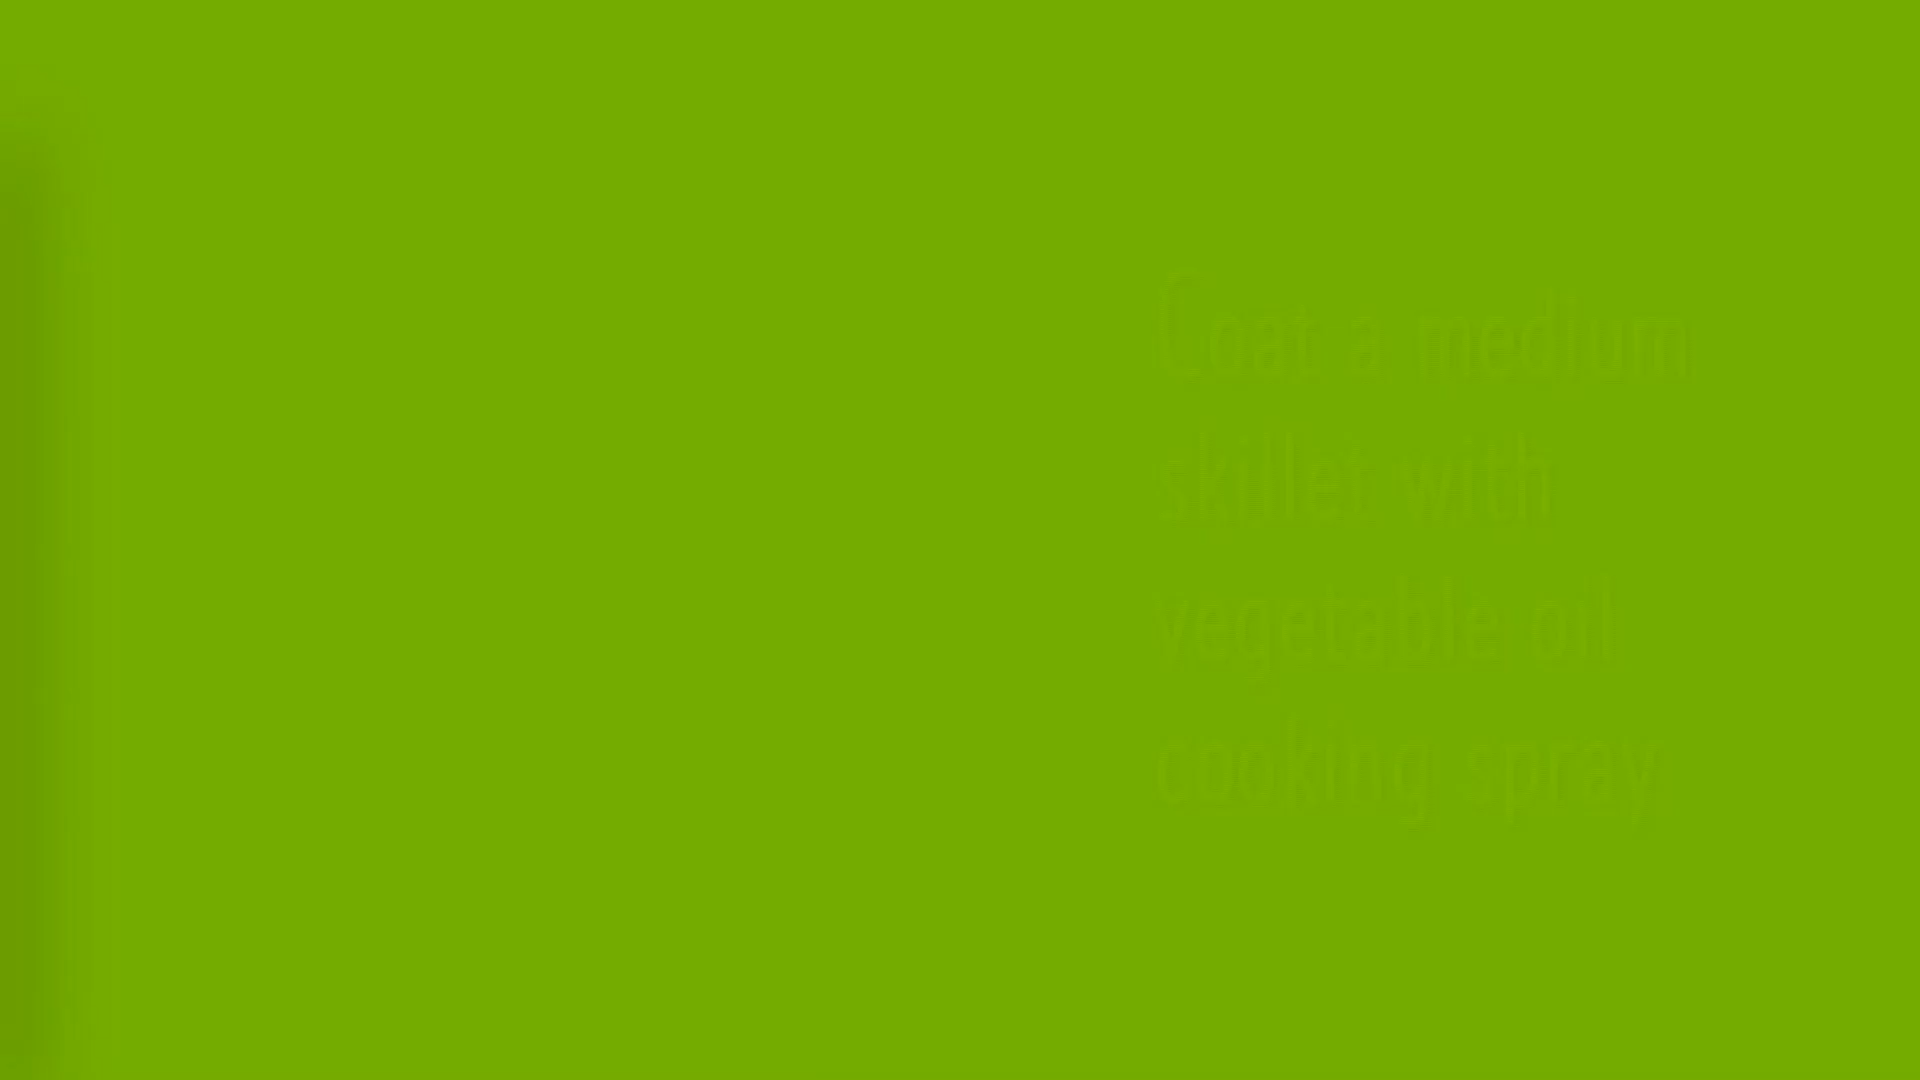 Coat a medium
skillet with
vegetable oil
cooking spray